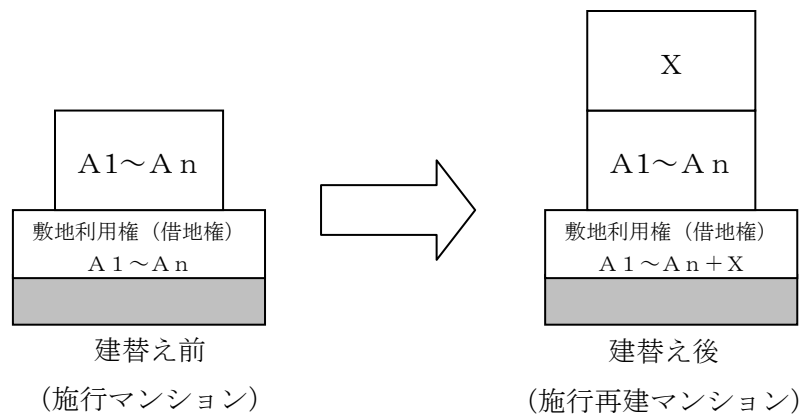 A1～An
敷地利用権（借地権）
A1～An
建替え前
（施行マンション）
X
A1～An
敷地利用権（借地権）
A1～An＋X
建替え後
（施行再建マンション）